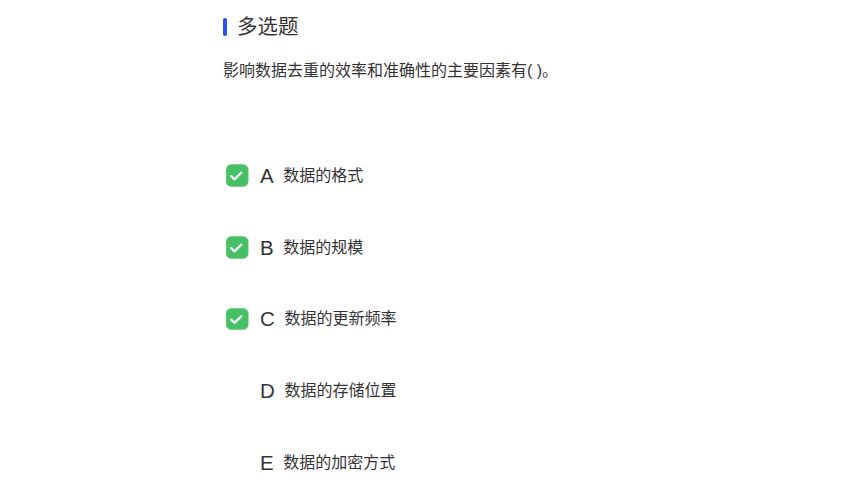 多选题
影响数据去重的效率和准确性的主要因素有( )。
A 数据的格式
B 数据的规模
C 数据的更新频率
D 数据的存储位置
E 数据的加密方式